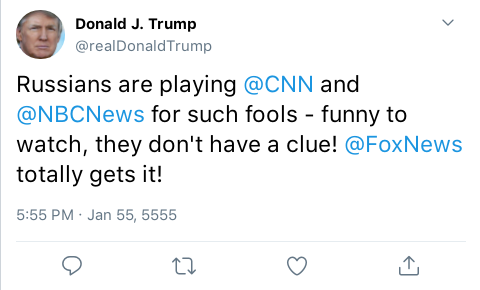 Donald J. Trump
@realDonaldTrump
Russians are playing @CNN and
@NBCNews for such fools - funny to
watch, they don't have a clue! @FoxNews
totally gets it!
5:55 PM · Jan 55, 5555